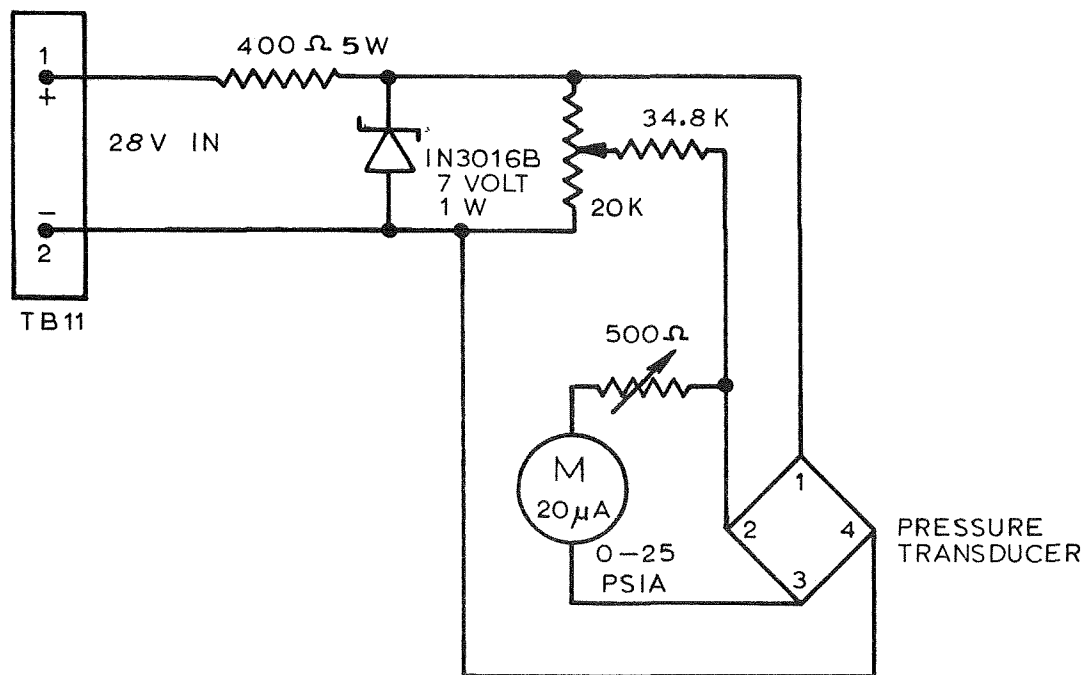 1
+
28V IN
−
2
TB11
400 Ω 5W
IN3016B
7 VOLT
1 W
20K
34.8 K
500Ω
M
20μA
0-25
PSIA
1
2
4
3
PRESSURE
TRANSDUCER